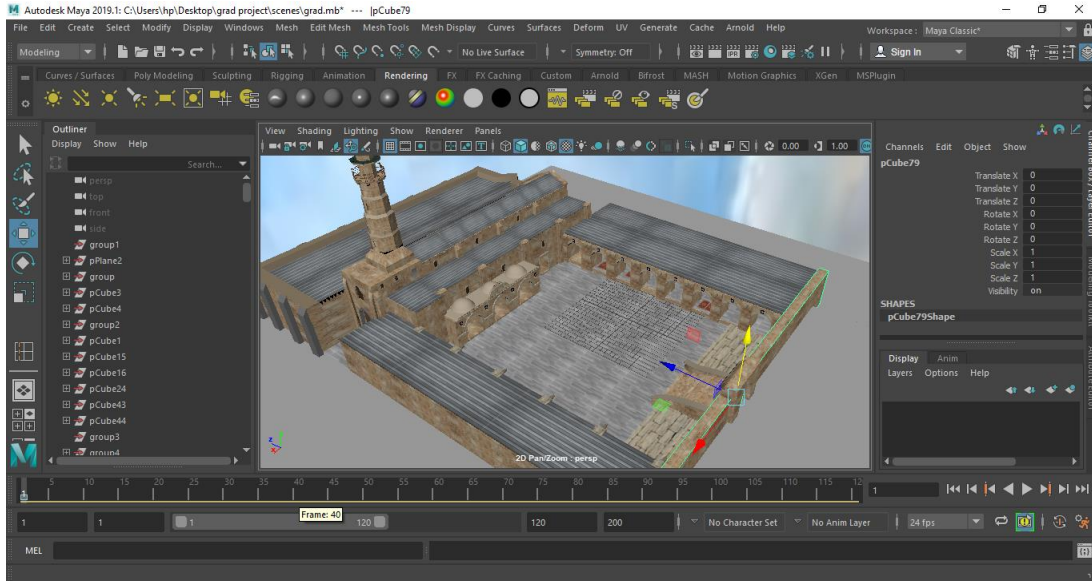 Autodesk Maya 2019.1: C:\Users\hp\Desktop\grad project\scenes\grad.mb* --- |pCube79
File Edit Create Select Modify Display Windows Mesh Edit Mesh Mesh Tools Mesh Display Curves Surfaces Deform UV Generate Cache Arnold Help Workspace : Maya Classic*
Modeling No Live Surface Symmetry: Off Sign In
Curves / Surfaces Poly Modeling Sculpting Rigging Animation Rendering FX FX Caching Custom Arnold Bifrost MASH Motion Graphics XGen MSPlugin
Outliner
Display Show Help
Search...
persp
top
front
side
group1
pPlane2
group
pCube3
pCube4
group2
pCube1
pCube15
pCube16
pCube24
pCube43
pCube44
group3
group4
View Shading Lighting Show Renderer Panels
0.00 1.00
2D Pan/Zoom : persp
Channels Edit Object Show
pCube79
Translate X 0
Translate Y 0
Translate Z 0
Rotate X 0
Rotate Y 0
Rotate Z 0
Scale X 1
Scale Y 1
Scale Z 1
Visibility on
SHAPES
pCube79Shape
Display Anim
Layers Options Help
5 10 15 20 25 30 35 40 45 50 55 60 65 70 75 80 85 90 95 100 105 110 115 12
1
Frame: 40
1 1 1 120 120 200 No Character Set No Anim Layer 24 fps
MEL